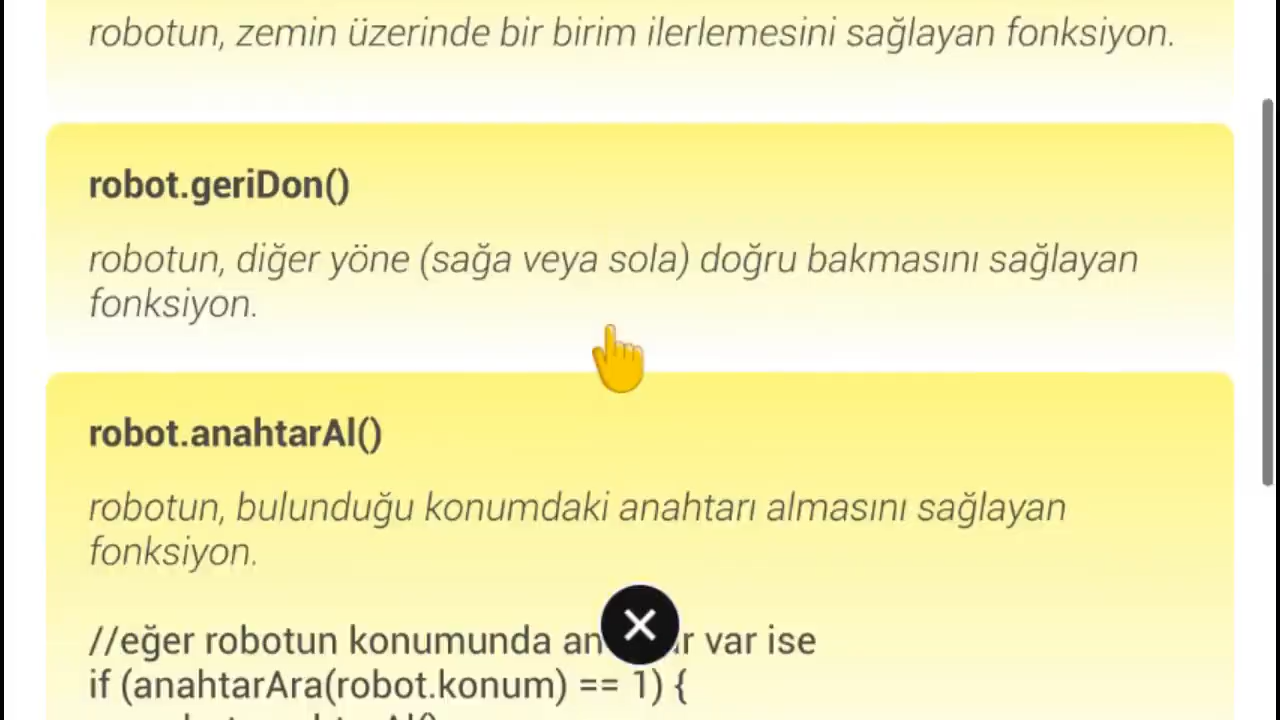 robotun, zemin üzerinde bir birim ilerlemesini sağlayan fonksiyon.
robot.geriDon()
robotun, diğer yöne (sağa veya sola) doğru bakmasını sağlayan
fonksiyon.
robot.anahtarAl()
robotun, bulunduğu konumdaki anahtarı almasını sağlayan
fonksiyon.
//eğer robotun konumunda var ise
if (anahtarAra(robot.konum) == 1) {